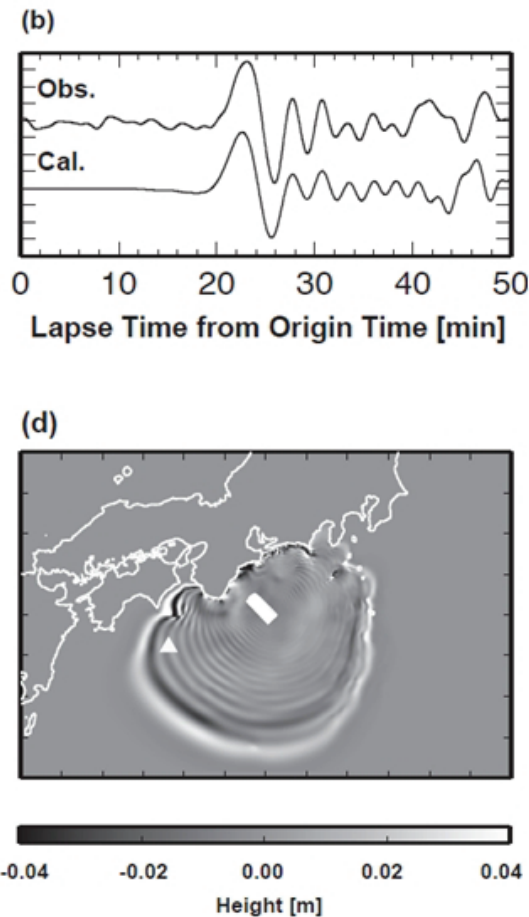 (b)
Obs.
Cal.
0 10 20 30 40 50
Lapse Time from Origin Time [min]
(d)
-0.04 -0.02 0.00 0.02 0.04
Height [m]